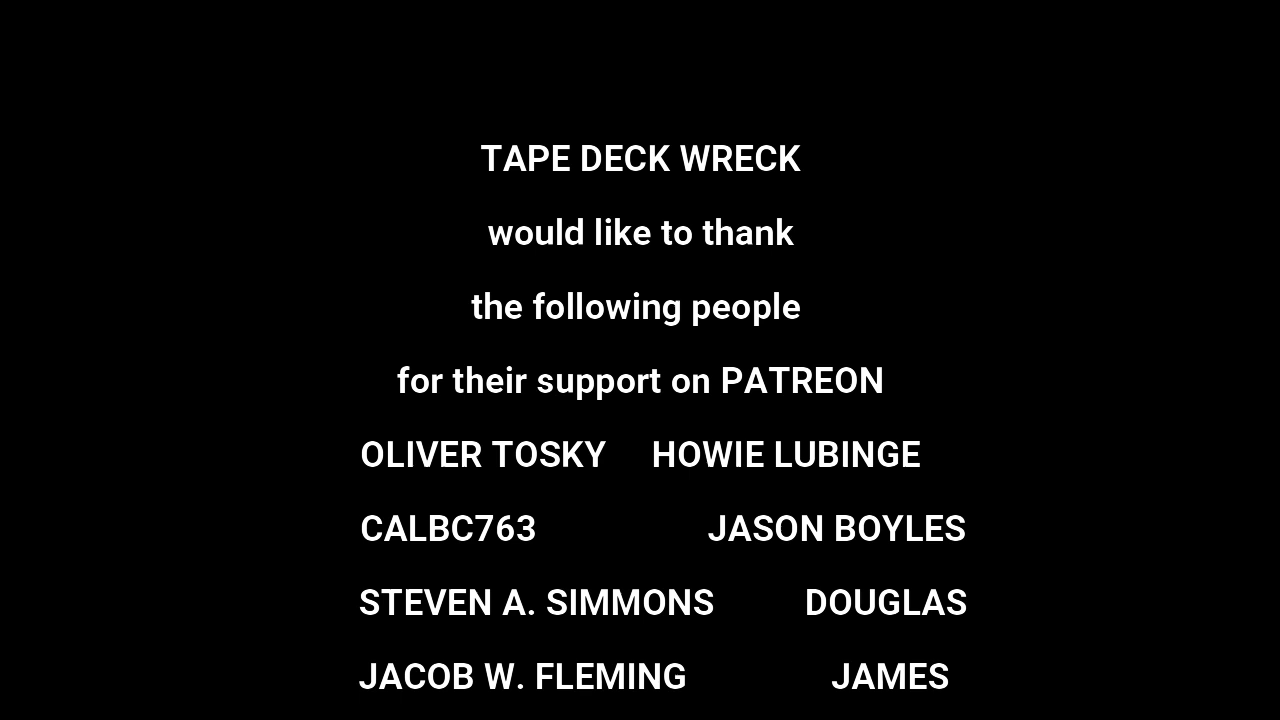 TAPE DECK WRECK
would like to thank
the following people
for their support on PATREON
OLIVER TOSKY HOWIE LUBINGE
CALBC763 JASON BOYLES
STEVEN A. SIMMONS DOUGLAS
JACOB W. FLEMING JAMES